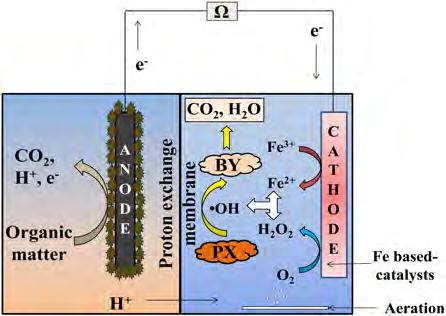 Ω
e-
e-
CO2, H2O
ANODE
Proton exchange
membrane
CATHODE
BY
Fe3+
CO2,
H+, e-
Fe2+
•OH
H2O2
Organic
matter
PX
O2
Fe based-
catalysts
H+
Aeration